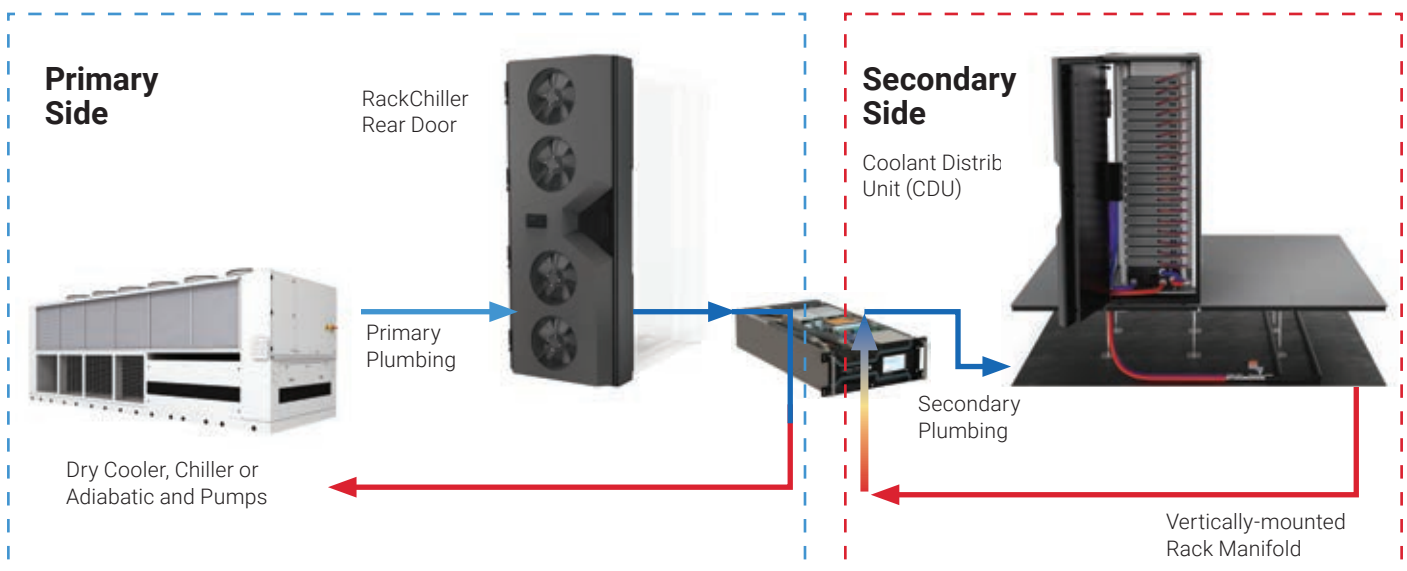 Primary
Side
RackChiller
Rear Door
Primary
Plumbing
Dry Cooler, Chiller or
Adiabatic and Pumps
Secondary
Side
Coolant Distrib
Unit (CDU)
Secondary
Plumbing
Vertically-mounted
Rack Manifold